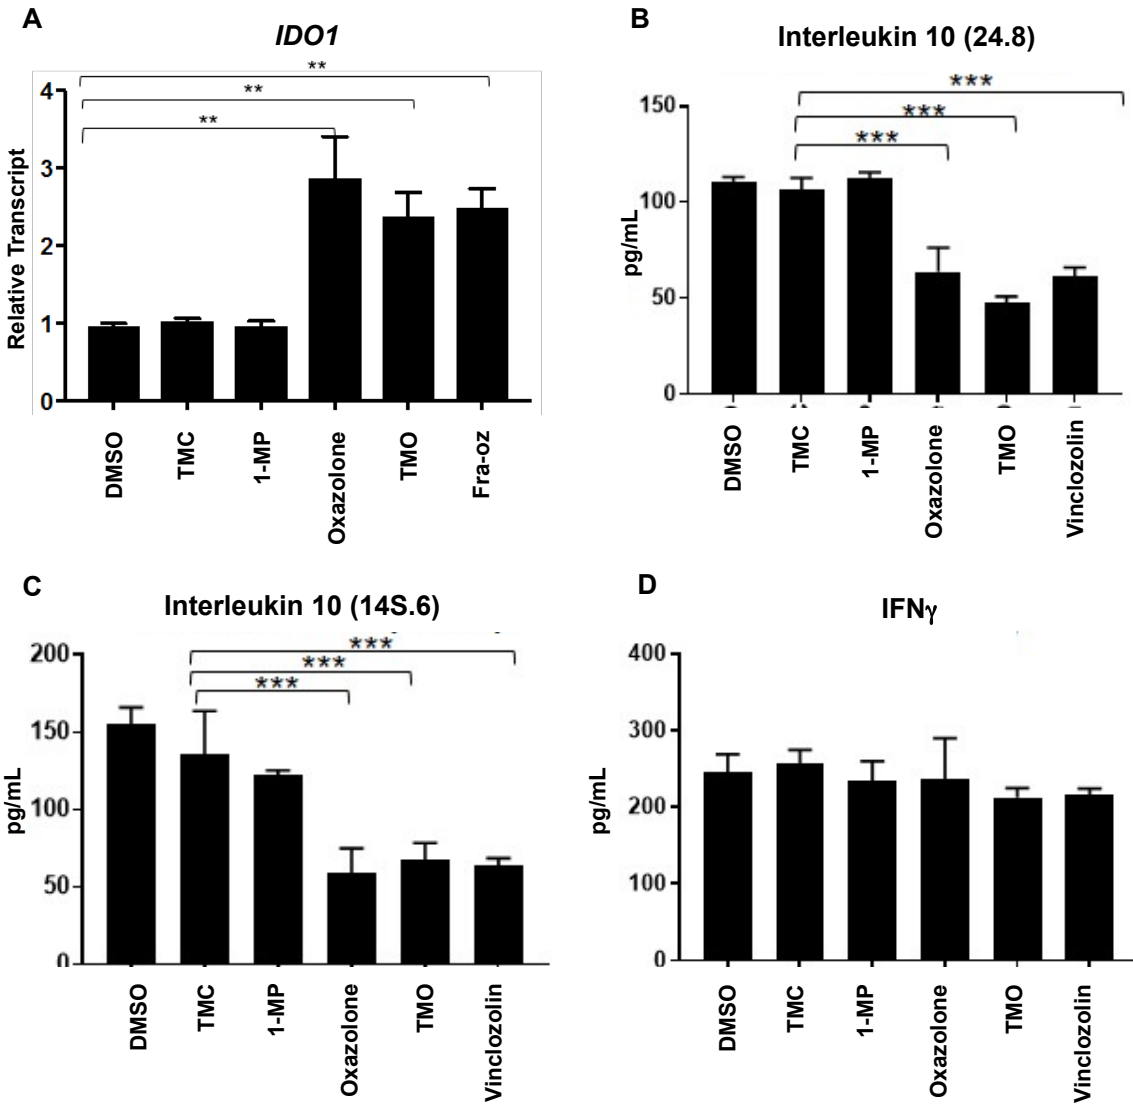 A
IDO1
**
**
**
4
3
2
1
0
Relative Transcript
DMSO
TMC
1-MP
Oxazolone
TMO
Fra-oz
B
Interleukin 10 (24.8)
***
***
***
150
100
50
0
pg/mL
DMSO
TMC
1-MP
Oxazolone
TMO
Vinclozolin
C
Interleukin 10 (14S.6)
***
***
***
200
150
100
50
0
pg/mL
DMSO
TMC
1-MP
Oxazolone
TMO
Vinclozolin
D
IFNγ
400
300
200
100
0
pg/mL
DMSO
TMC
1-MP
Oxazolone
TMO
Vinclozolin